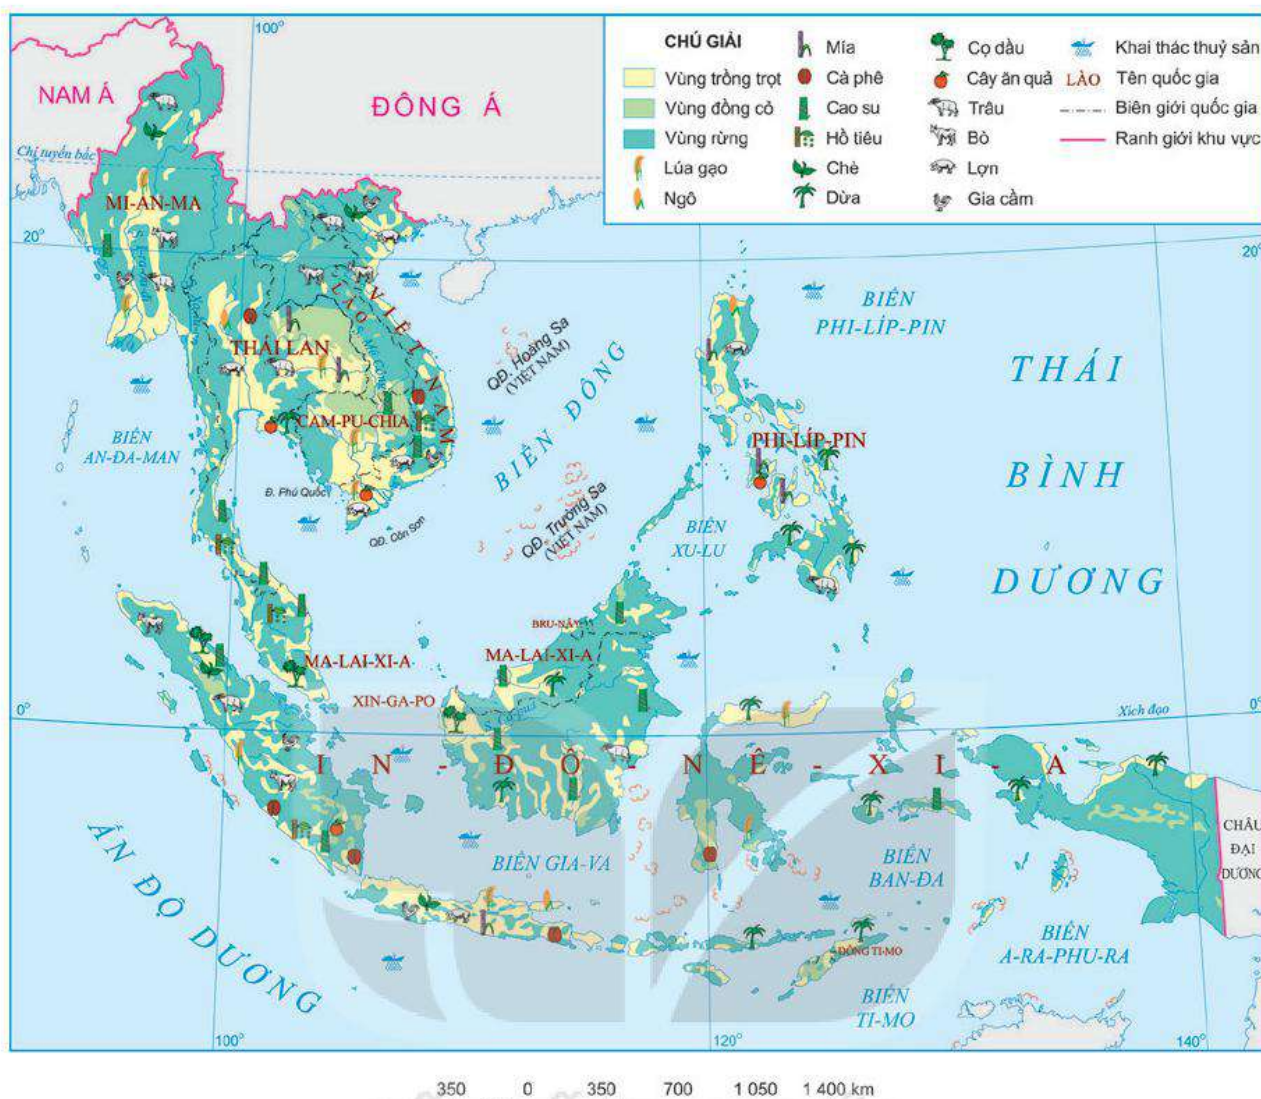 100°
NAM Á
ĐÔNG Á
Chí tuyến bắc
MI-AN-MA
20°
CHÚ GIẢI
Vùng trồng trọt
Vùng đồng cỏ
Vùng rừng
Lúa gạo
Ngô
Mía
Cà phê
Cao su
Hồ tiêu
Chè
Dừa
Cọ dầu
Cây ăn quả
Trâu
Bò
Lợn
Gia cầm
Khai thác thuỷ sản
LÀO
Tên quốc gia
Biên giới quốc gia
Ranh giới khu vực
20°
LÀO
VIỆT NAM
THÁI LAN
CAM-PU-CHIA
QĐ. Hoàng Sa
(VIỆT NAM)
BIỂN ĐÔNG
BIỂN
PHI-LÍP-PIN
THÁI
BÌNH
DƯƠNG
BIỂN
AN-ĐA-MAN
PHI-LÍP-PIN
Đ. Phú Quốc
QĐ. Côn Sơn
QĐ. Trường Sa
(VIỆT NAM)
BIỂN
XU-LU
BRU-NÂY
MA-LAI-XI-A
MA-LAI-XI-A
XIN-GA-PO
0°
Xích đạo
0°
IN-ĐÔ-NÊ-XI-A
ẤN ĐỘ DƯƠNG
BIỂN GIA-VA
BIỂN
BAN-ĐA
CHÂU
ĐẠI
DƯƠNG
ĐÔNG TI-MO
BIỂN
A-RA-PHU-RA
BIỂN
TI-MO
100°
120°
140°
350 0 350 700 1 050 1 400 km